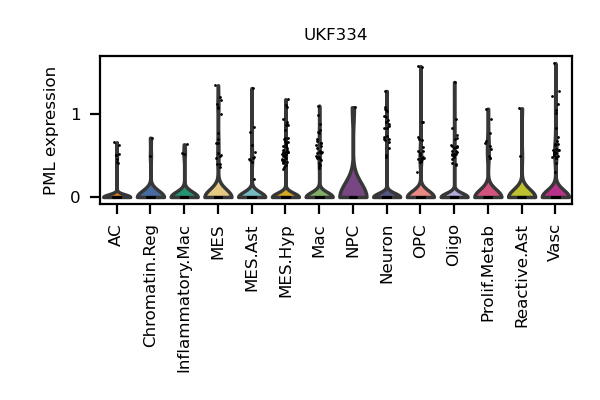 UKF334
PML expression
1
0
AC
Chromatin.Reg
Inflammatory.Mac
MES
MES.Ast
MES.Hyp
Mac
NPC
Neuron
OPC
Oligo
Prolif.Metab
Reactive.Ast
Vasc